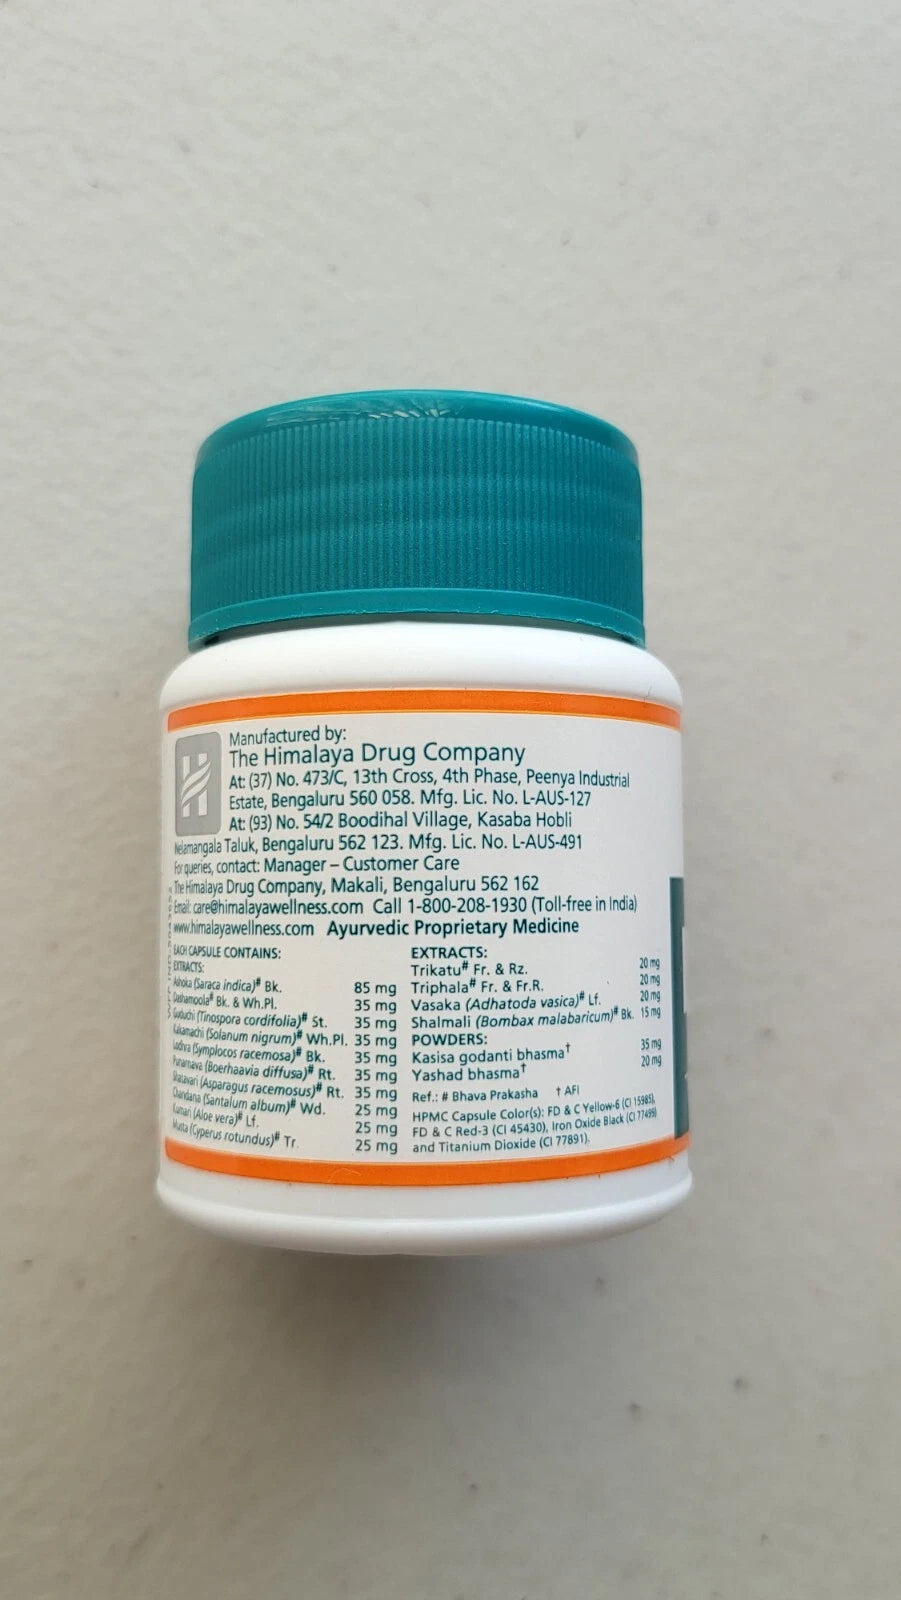 Manufactured by:
The Himalaya Drug Company
At: (37) No. 473/C, 13th Cross, 4th Phase, Peenya Industrial
Estate, Bengaluru 560 058. Mfg. Lic. No. L-AUS-127
At: (93) No. 54/2 Boodihal Village, Kasaba Hobli
Nelamangala Taluk, Bengaluru 562 123. Mfg. Lic. No. L-AUS-491
For queries, contact: Manager – Customer Care
The Himalaya Drug Company, Makali, Bengaluru 562 162
Email: care@himalayawellness.com Call 1-800-208-1930 (Toll-free in India)
www.himalayawellness.com Ayurvedic Proprietary Medicine
EACH CAPSULE CONTAINS:
EXTRACTS:
Ashoka (Saraca indica)# Bk. 85 mg
Dashamoola# Bk. & Wh.Pl. 35 mg
Guduchi (Tinospora cordifolia)# St. 35 mg
Kakamachi (Solanum nigrum)# Wh.Pl. 35 mg
Lodhra (Symplocos racemosa)# Bk. 35 mg
Punarnava (Boerhaavia diffusa)# Rt. 35 mg
Shatavari (Asparagus racemosus)# Rt. 35 mg
Chandana (Santalum album)# Wd. 25 mg
Kumari (Aloe vera)# Lf. 25 mg
Musta (Cyperus rotundus)# Tr. 25 mg
EXTRACTS:
Trikatu# Fr. & Rz. 20 mg
Triphala# Fr. & Fr.R. 20 mg
Vasaka (Adhatoda vasica)# Lf. 20 mg
Shalmali (Bombax malabaricum)# Bk. 15 mg
POWDERS:
Kasisa godanti bhasma† 35 mg
Yashad bhasma† 20 mg
Ref.: # Bhava Prakasha † AFI
HPMC Capsule Color(s): FD & C Yellow-6 (CI 15985),
FD & C Red-3 (CI 45430), Iron Oxide Black (CI 77499)
and Titanium Dioxide (CI 77891).